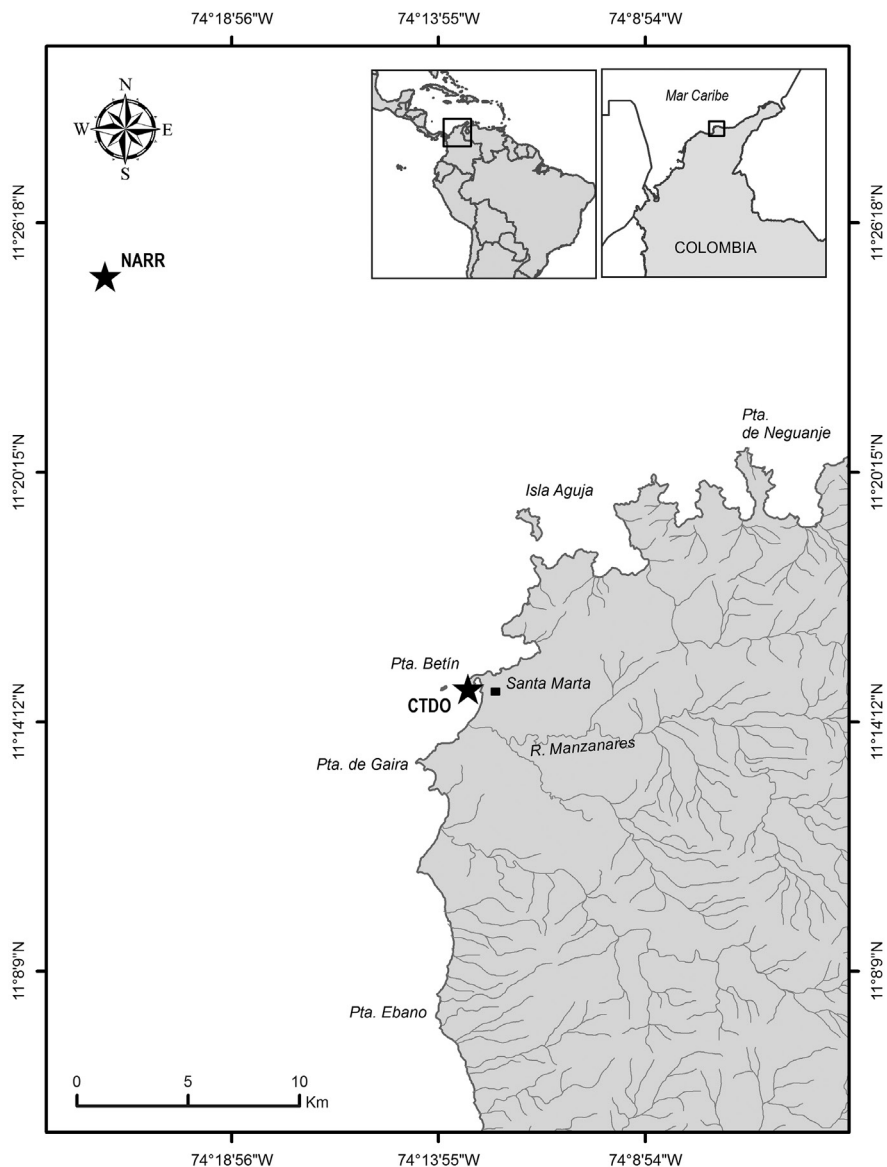 74°18'56"W
74°13'55"W
74°8'54"W
N
W
E
S
Mar Caribe
COLOMBIA
11°26'18"N
11°26'18"N
NARR
Pta.
de Neguanje
11°20'15"N
11°20'15"N
Isla Aguja
Pta. Betín
Santa Marta
CTDO
11°14'12"N
11°14'12"N
R. Manzanares
Pta. de Gaira
11°8'9"N
11°8'9"N
Pta. Ebano
0
5
10
Km
74°18'56"W
74°13'55"W
74°8'54"W